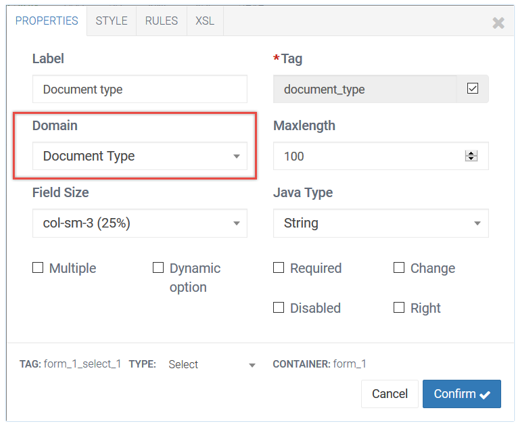 PROPERTIES STYLE RULES XSL
Label *Tag
Document type document_type
Domain Maxlength
Document Type 100
Field Size Java Type
col-sm-3 (25%) String
Multiple Dynamic option Required Change
Disabled Right
TAG: form_1_select_1 TYPE: Select CONTAINER: form_1
Cancel Confirm